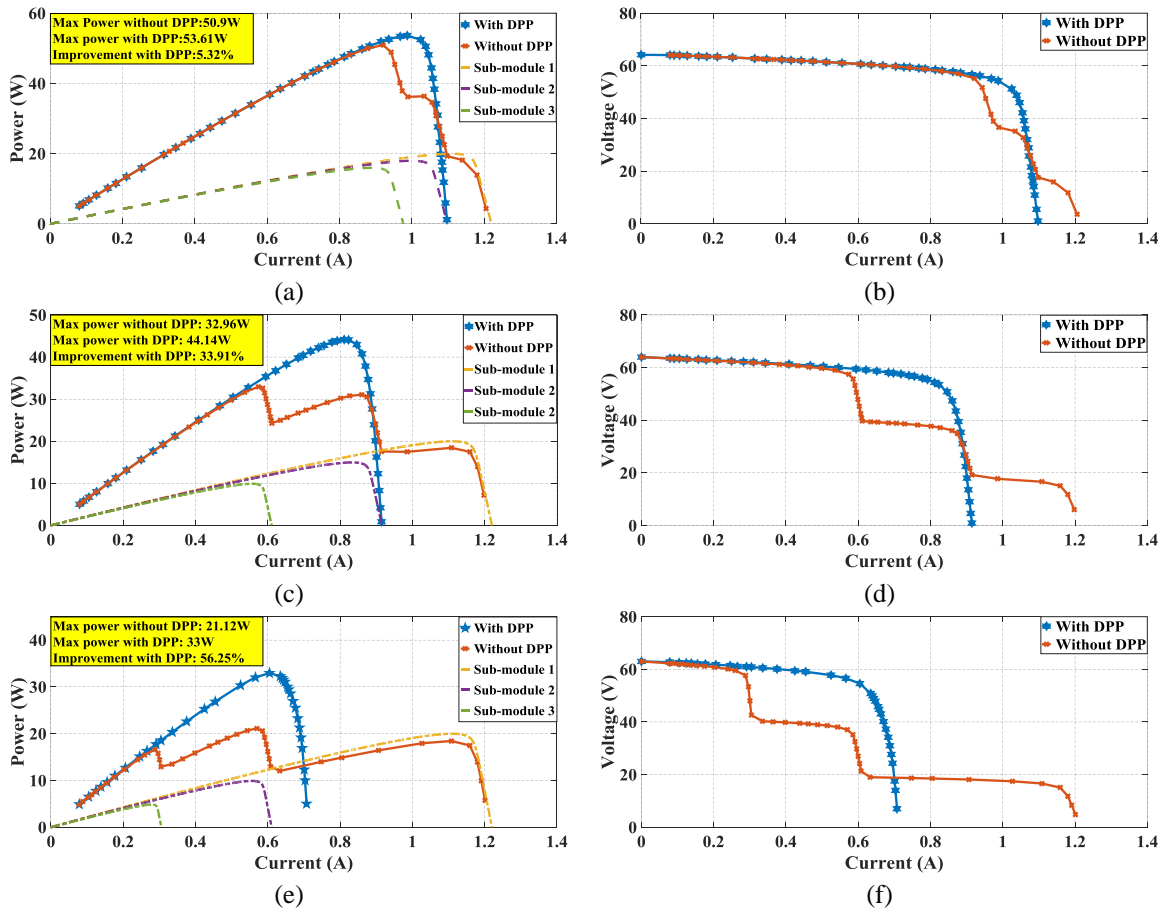 Max Power without DPP:50.9W
Max power with DPP:53.61W
Improvement with DPP:5.32%
With DPP
Without DPP
Sub-module 1
Sub-module 2
Sub-module 3
Power (W)
60
40
20
0
0 0.2 0.4 0.6 0.8 1 1.2 1.4
Current (A)
(a)
With DPP
Without DPP
Voltage (V)
80
60
40
20
0
0 0.2 0.4 0.6 0.8 1 1.2 1.4
Current (A)
(b)
Max power without DPP: 32.96W
Max power with DPP: 44.14W
Improvement with DPP: 33.91%
With DPP
Without DPP
Sub-module 1
Sub-module 2
Sub-module 2
Power (W)
50
40
30
20
10
0
0 0.2 0.4 0.6 0.8 1 1.2 1.4
Current (A)
(c)
With DPP
Without DPP
Voltage (V)
80
60
40
20
0
0 0.2 0.4 0.6 0.8 1 1.2 1.4
Current (A)
(d)
Max power without DPP: 21.12W
Max power with DPP: 33W
Improvement with DPP: 56.25%
With DPP
Without DPP
Sub-module 1
Sub-module 2
Sub-module 3
Power (W)
40
30
20
10
0
0 0.2 0.4 0.6 0.8 1 1.2 1.4
Current (A)
(e)
With DPP
Without DPP
Voltage (V)
80
60
40
20
0
0 0.2 0.4 0.6 0.8 1 1.2 1.4
Current (A)
(f)